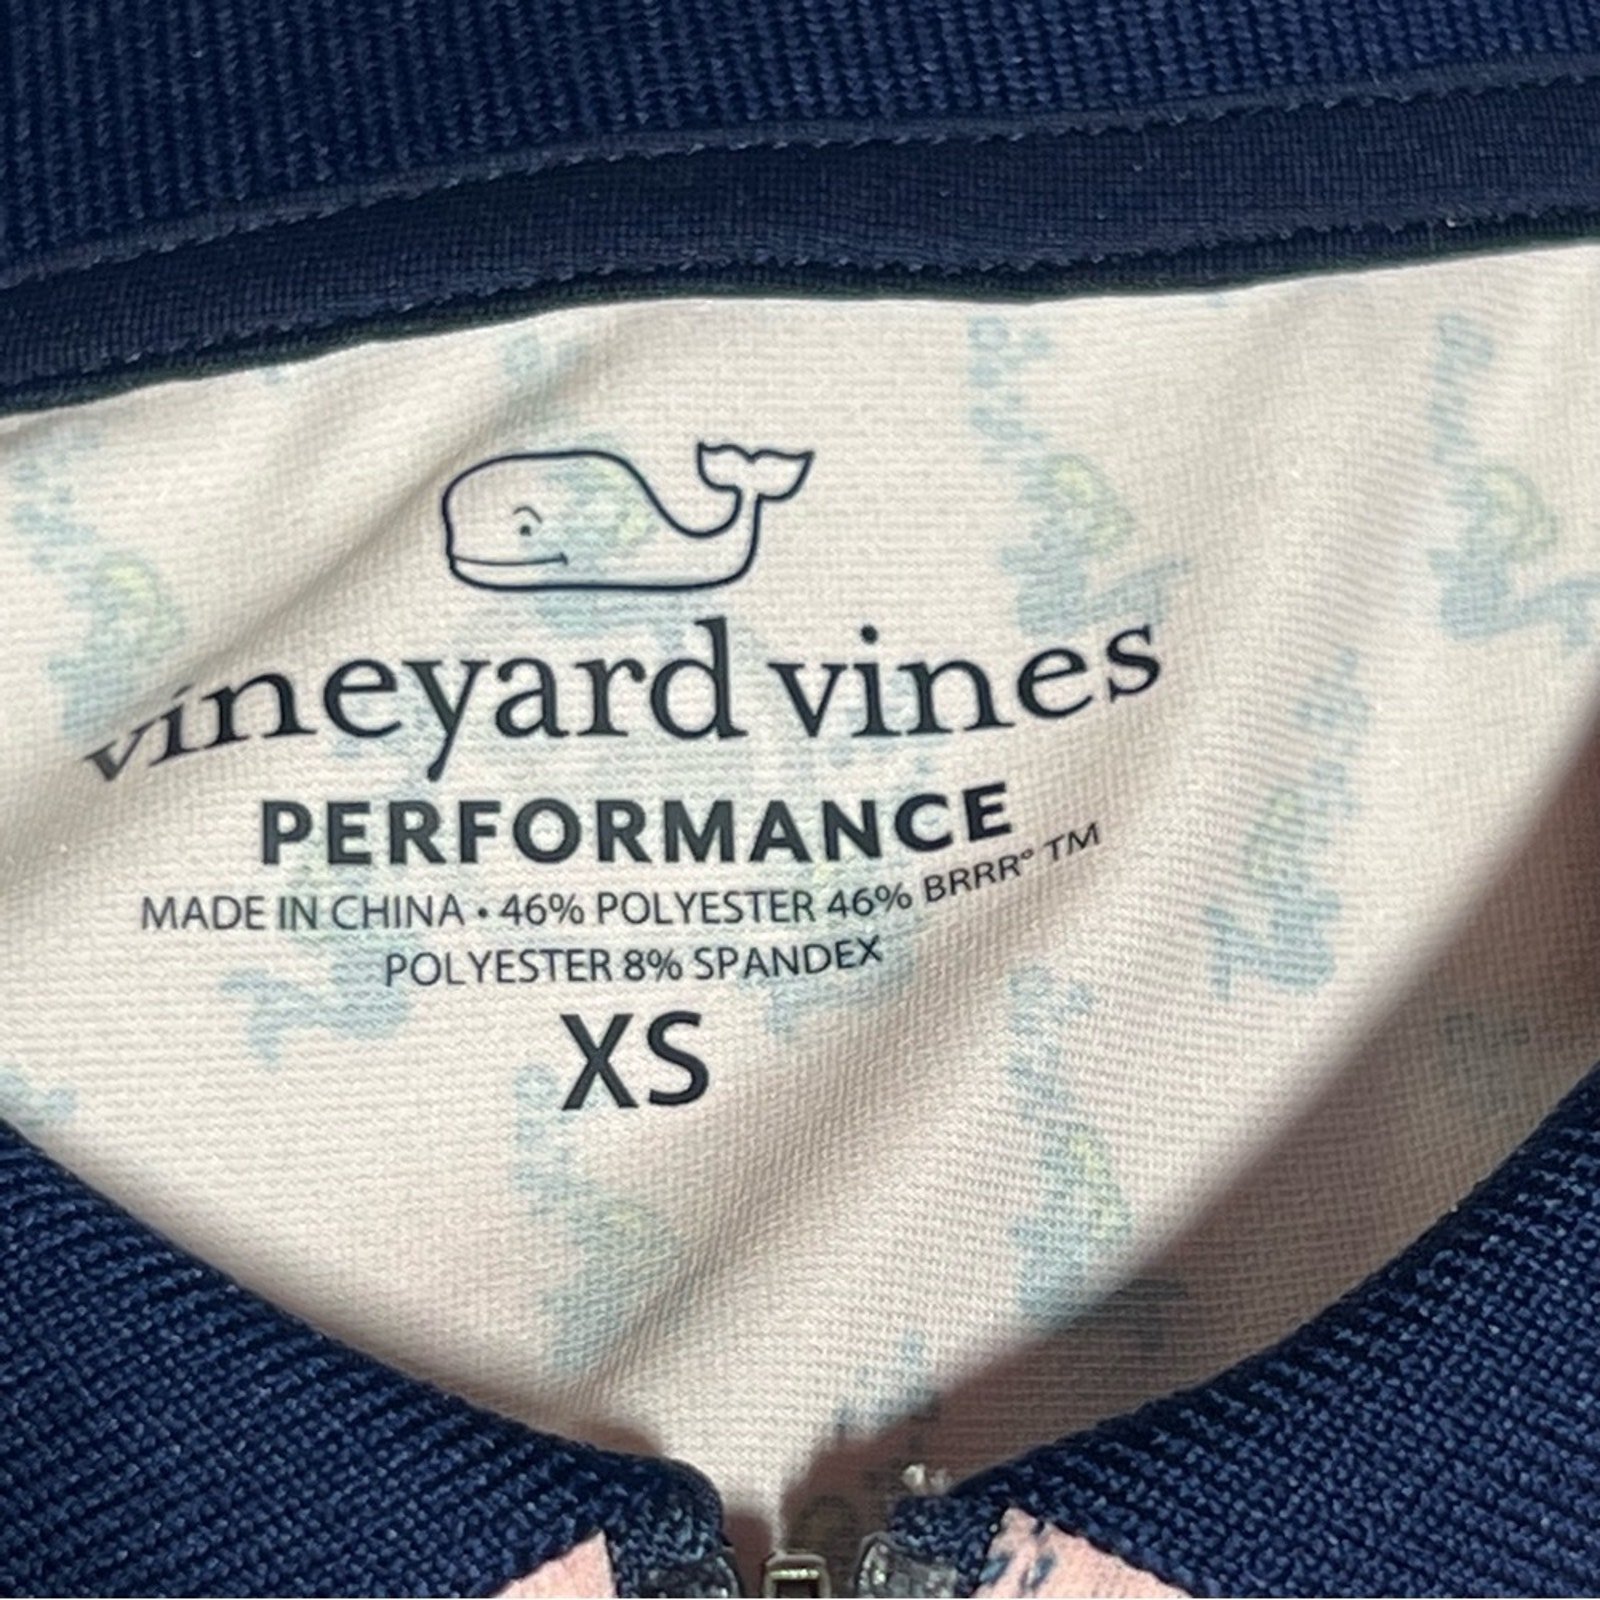 vineyard vines
PERFORMANCE
MADE IN CHINA • 46% POLYESTER 46% BRRR° TM
POLYESTER 8% SPANDEX
XS